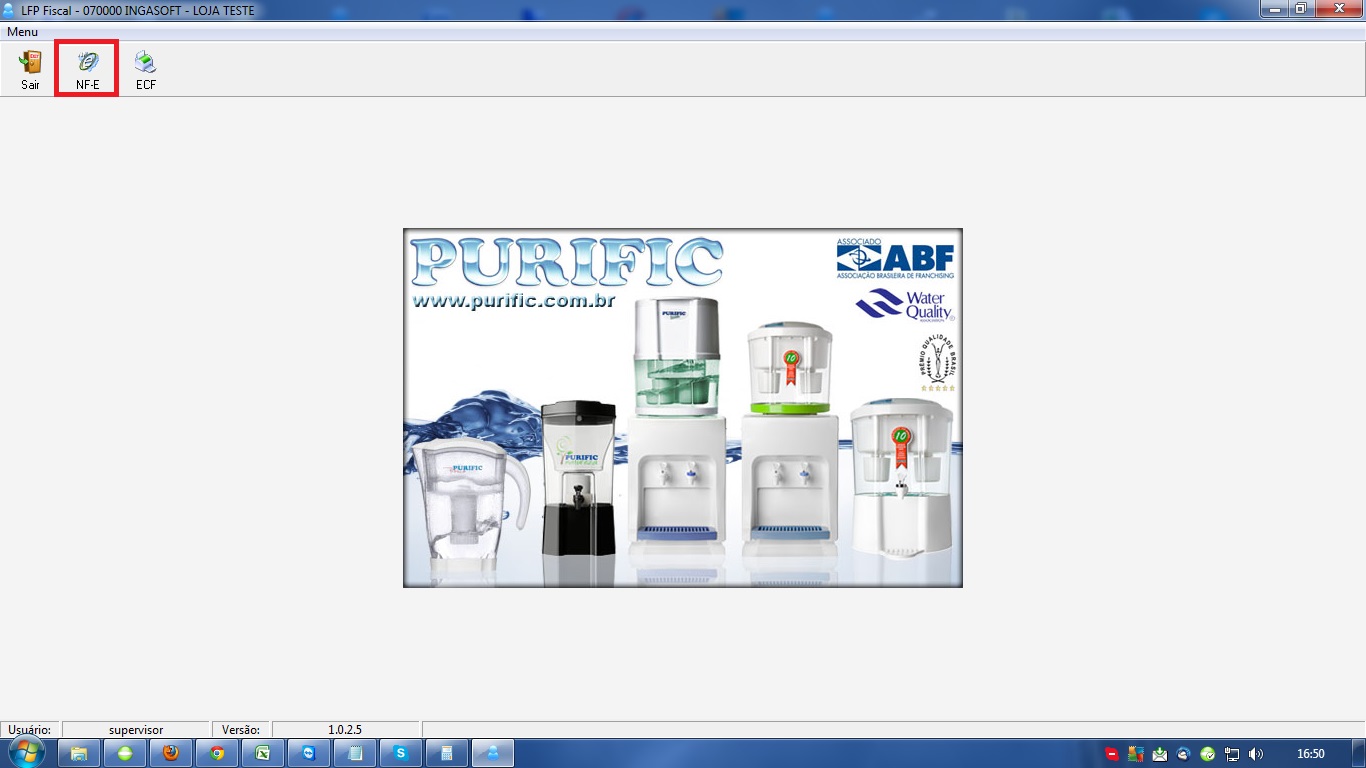 LFP Fiscal - 070000 INGASOFT - LOJA TESTE
Menu
Sair
NF-E
ECF
PURIFIC
www.purific.com.br
ASSOCIADO
ABF
ASSOCIAÇÃO BRASILEIRA DE FRANCHISING
Water
Quality
PRÊMIO QUALIDADE BRASIL
PURIFIC
10
10
PURIFIC
PURIFIC
Usuário:
supervisor
Versão:
1.0.2.5
16:50